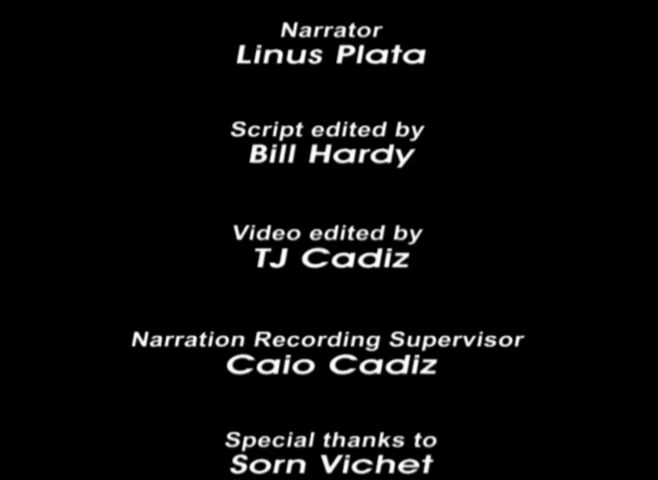 Narrator
Linus Plata
Script edited by
Bill Hardy
Video edited by
TJ Cadiz
Narration Recording Supervisor
Caio Cadiz
Special thanks to
Sorn Vichet